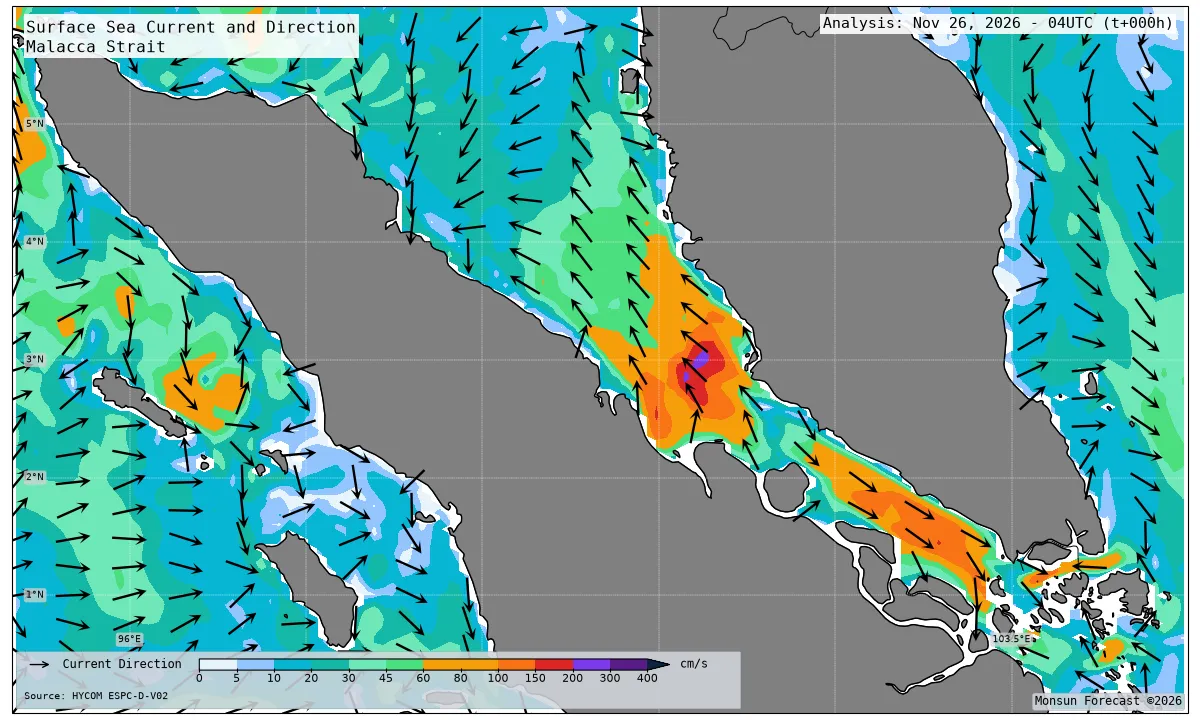 Surface Sea Current and Direction
Malacca Strait
Analysis: Nov 26, 2026 - 04UTC (t+000h)
5°N
4°N
3°N
2°N
1°N
96°E
103.5°E
Current Direction
cm/s
0 5 10 20 30 45 60 80 100 150 200 300 400
Source: HYCOM ESPC-D-V02
Monsun Forecast ©2026